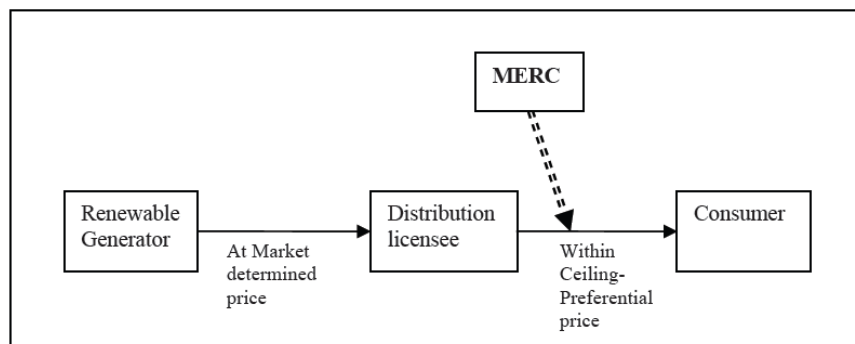 MERC
Renewable
Generator
At Market
determined
price
Distribution
licensee
Within
Ceiling-
Preferential
price
Consumer